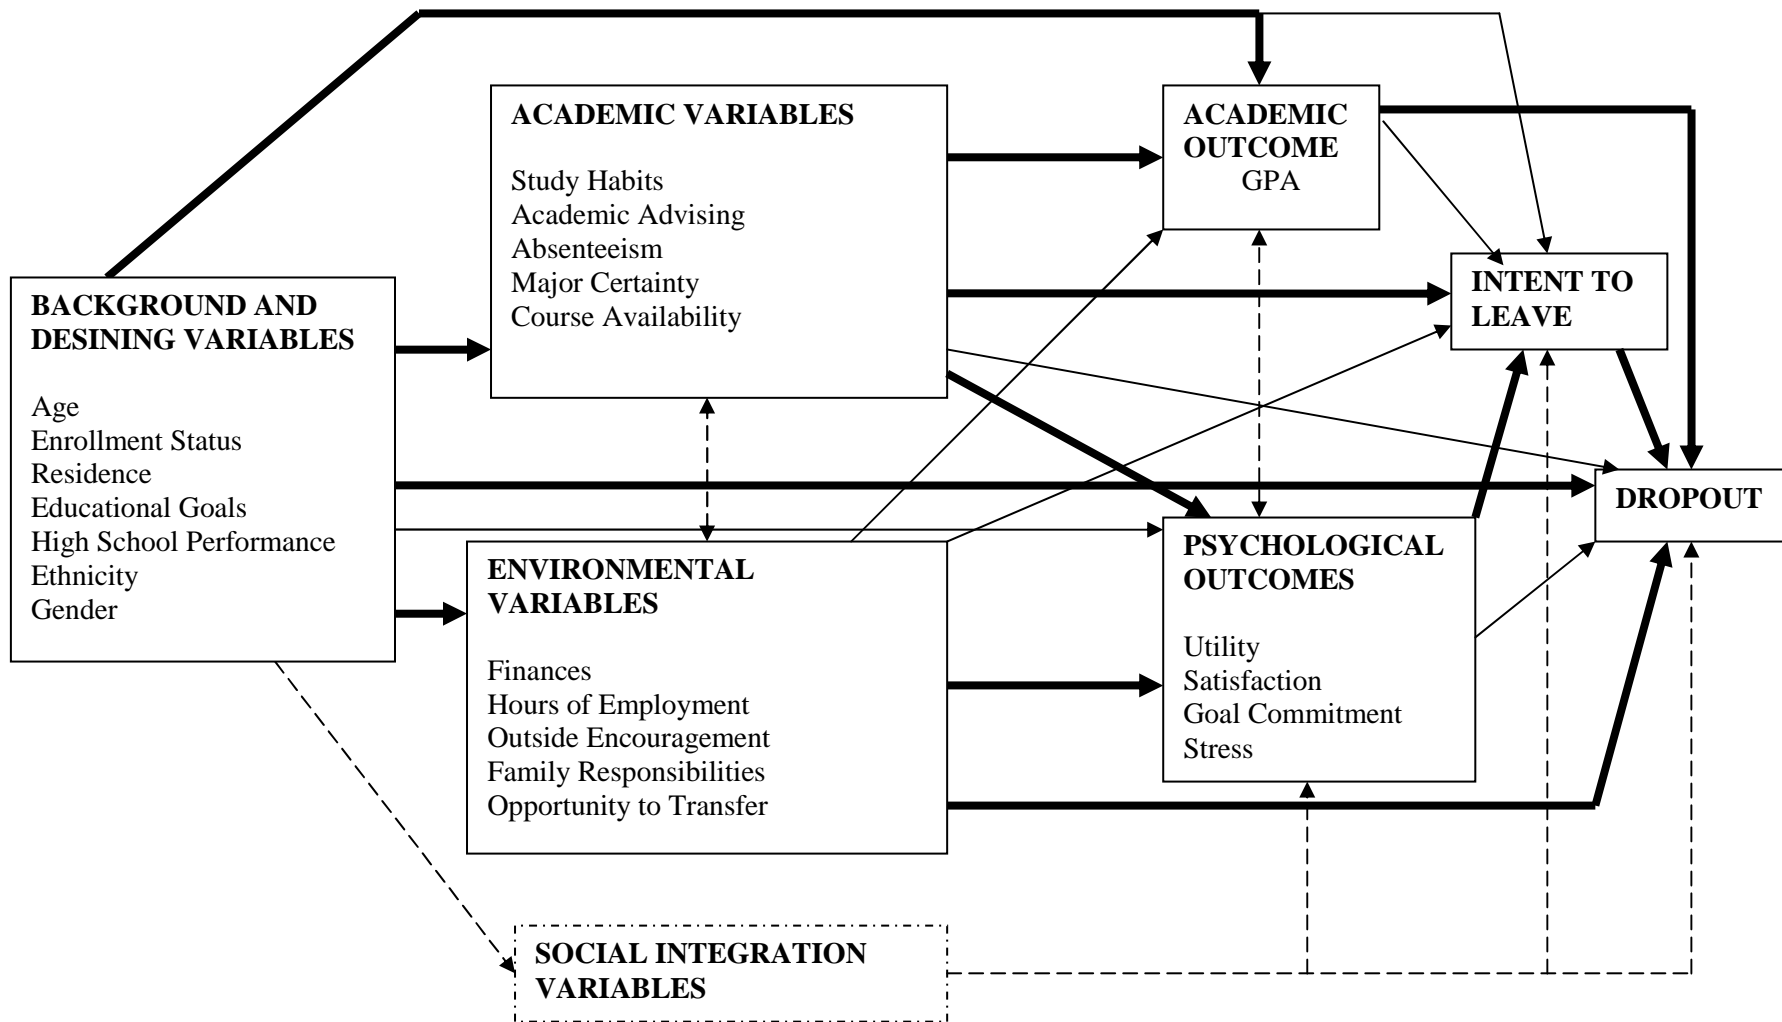 BACKGROUND AND
DESINING VARIABLES
Age
Enrollment Status
Residence
Educational Goals
High School Performance
Ethnicity
Gender
ACADEMIC VARIABLES
Study Habits
Academic Advising
Absenteeism
Major Certainty
Course Availability
ENVIRONMENTAL
VARIABLES
Finances
Hours of Employment
Outside Encouragement
Family Responsibilities
Opportunity to Transfer
SOCIAL INTEGRATION
VARIABLES
ACADEMIC
OUTCOME
GPA
PSYCHOLOGICAL
OUTCOMES
Utility
Satisfaction
Goal Commitment
Stress
INTENT TO
LEAVE
DROPOUT